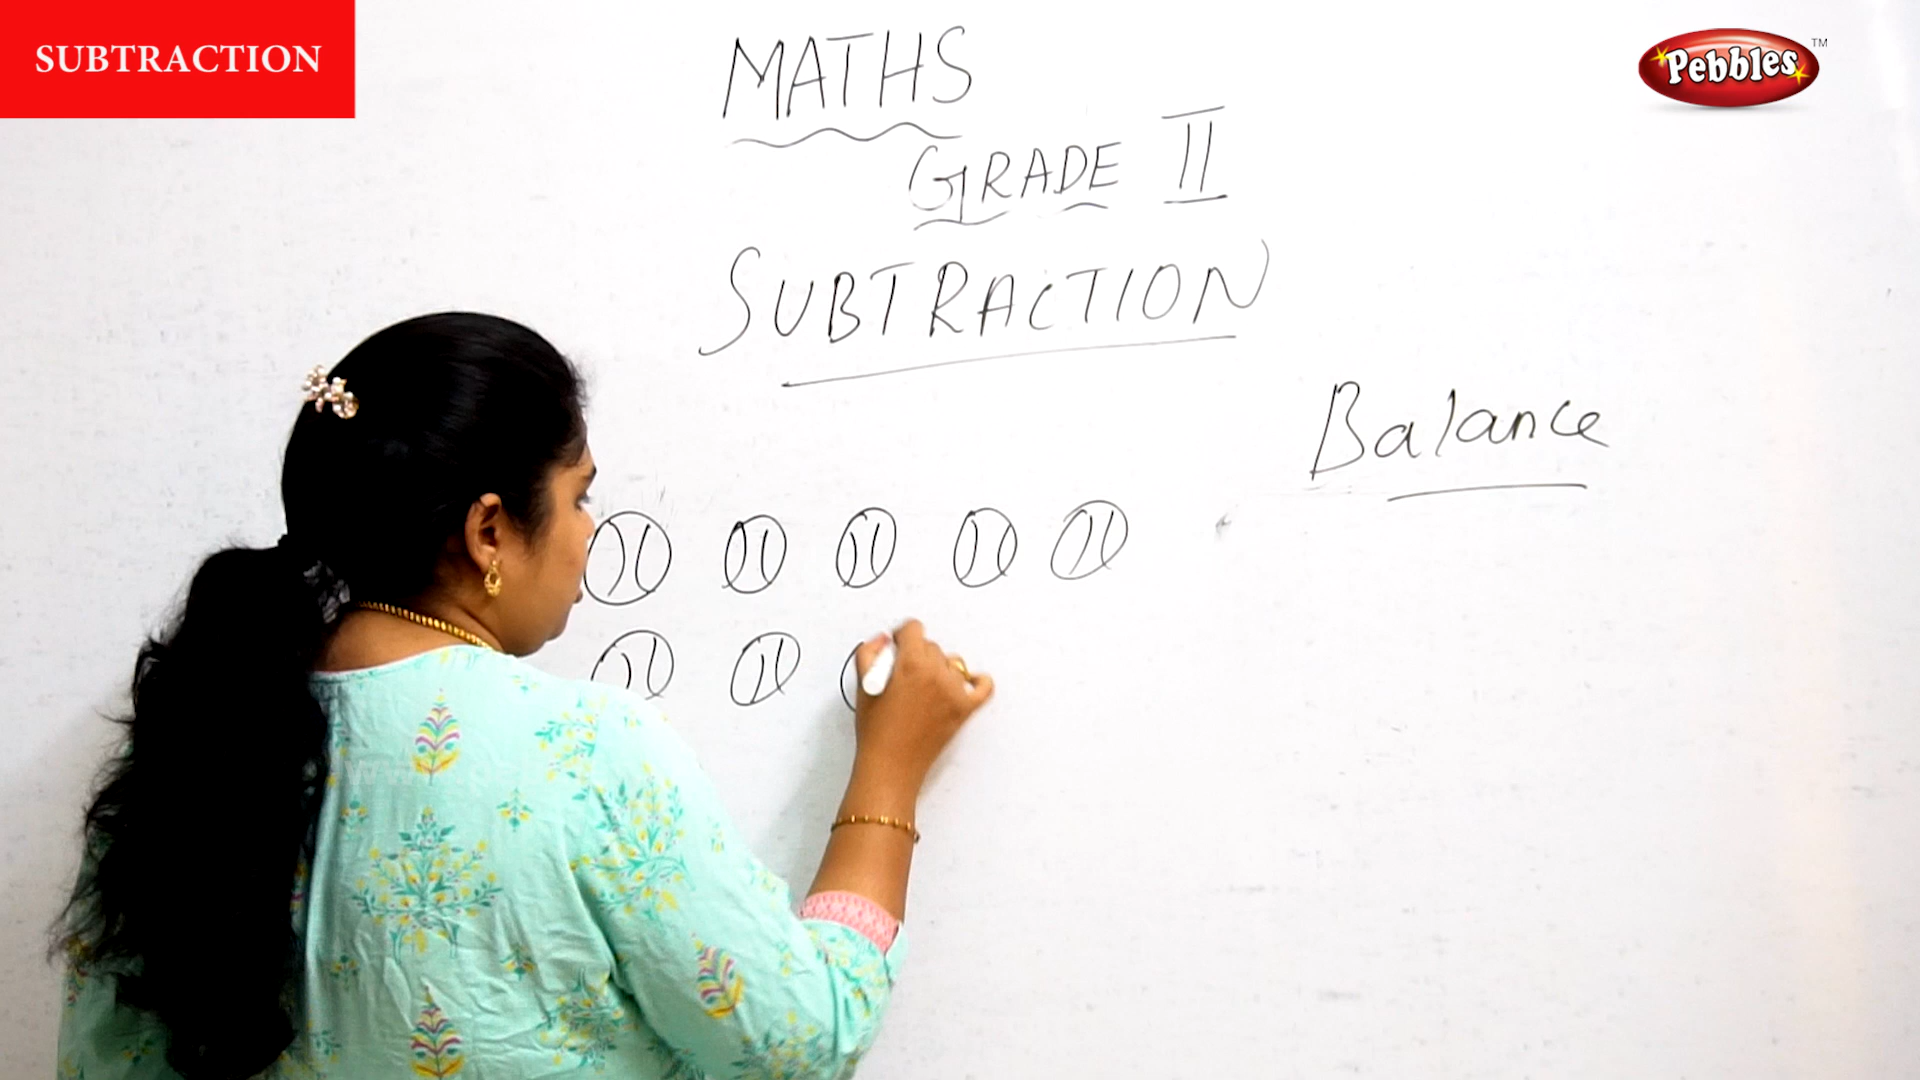 SUBTRACTION
Pebbles TM
MATHS
GRADE II
SUBTRACTION
Balance